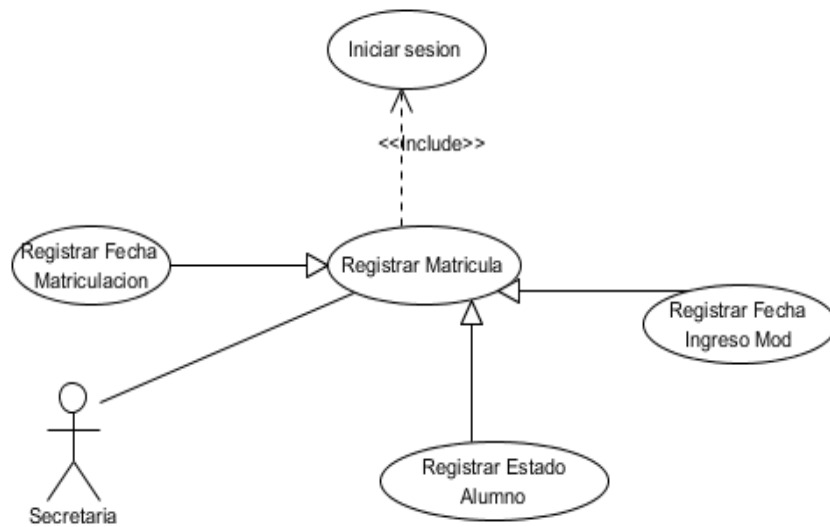 Iniciar sesion
<<Include>>
Registrar Fecha
Matriculacion
Registrar Matricula
Registrar Fecha
Ingreso Mod
Registrar Estado
Alumno
Secretaria